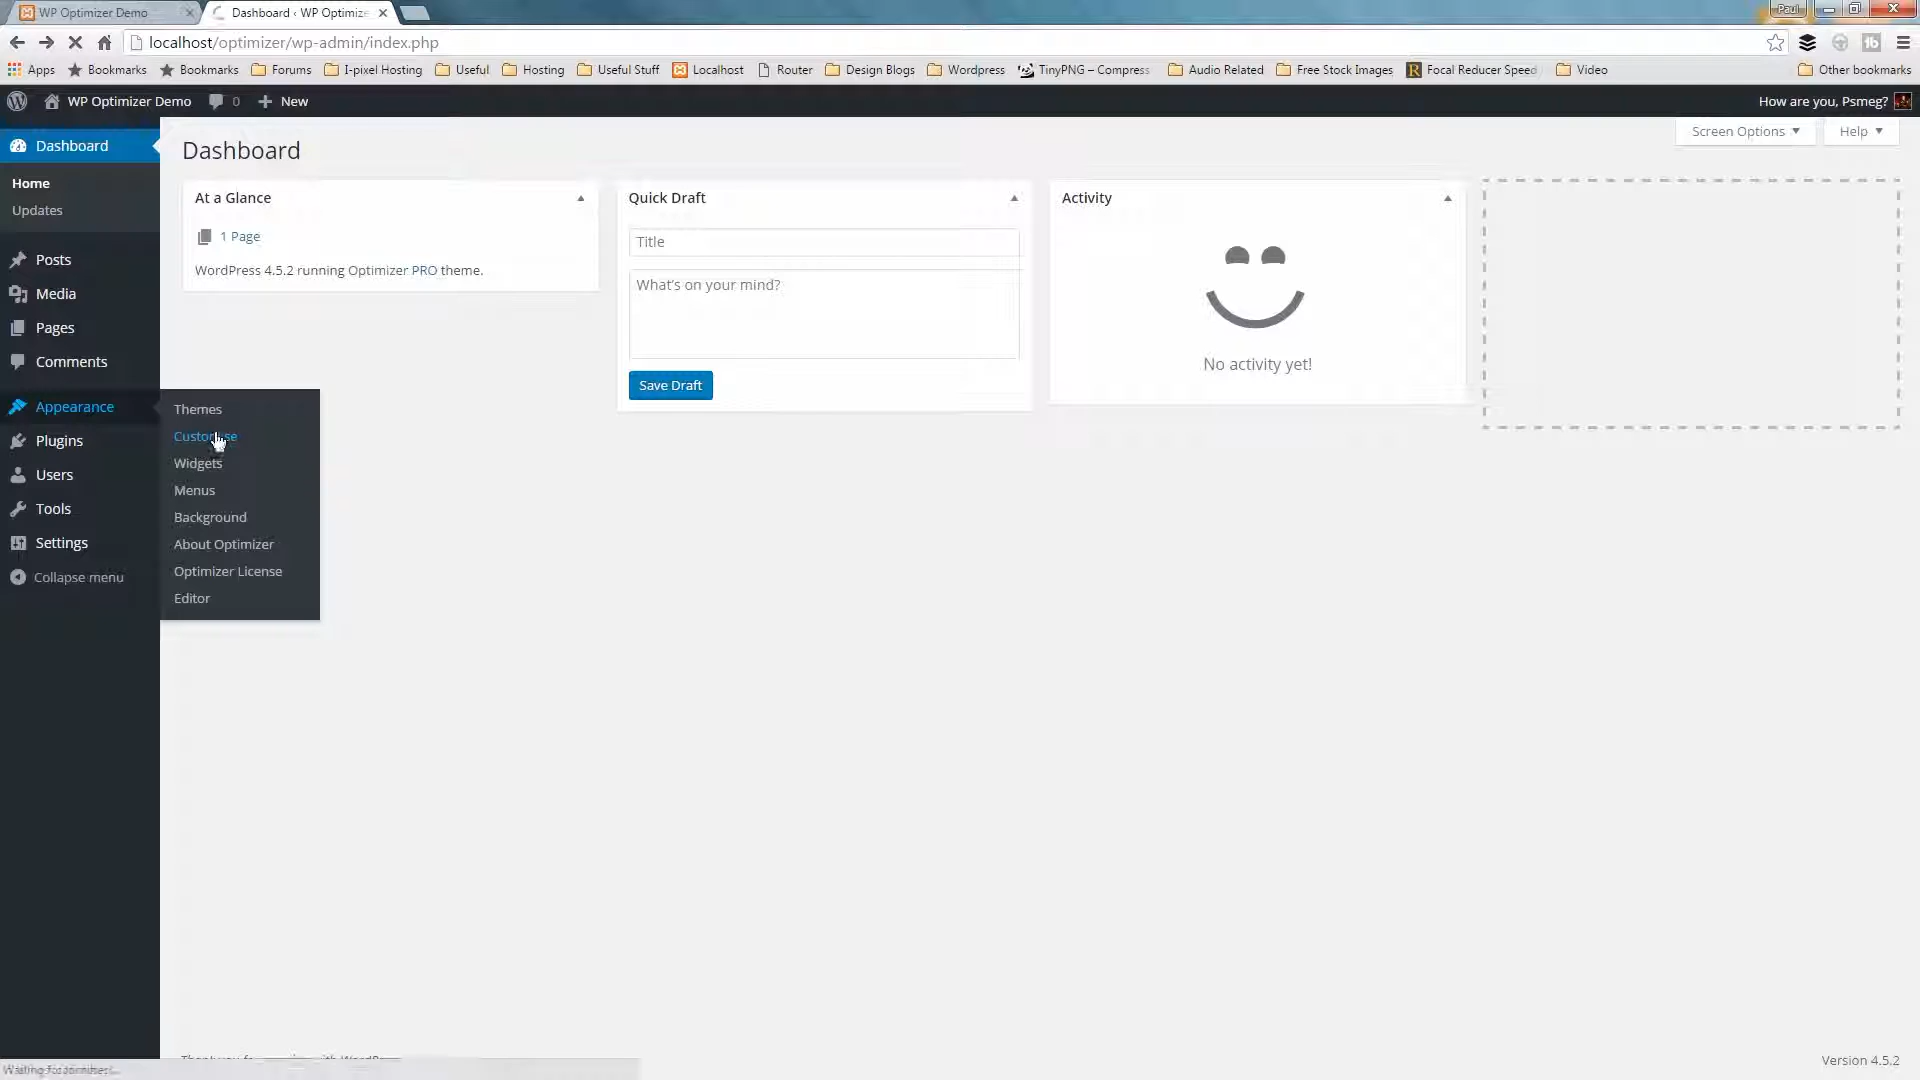 WP Optimizer Demo
Dashboard ‹ WP Optimize
Paul
localhost/optimizer/wp-admin/index.php
Apps Bookmarks Bookmarks Forums I-pixel Hosting Useful Hosting Useful Stuff Localhost Router Design Blogs Wordpress TinyPNG – Compress Audio Related Free Stock Images Focal Reducer Speed Video Other bookmarks
WP Optimizer Demo 0 New How are you, Psmeg?
Dashboard
Home
Updates
Posts
Media
Pages
Comments
Appearance
Plugins
Users
Tools
Settings
Collapse menu
Themes
Customise
Widgets
Menus
Background
About Optimizer
Optimizer License
Editor
Dashboard
Screen Options Help
At a Glance
1 Page
WordPress 4.5.2 running Optimizer PRO theme.
Quick Draft
Title
What's on your mind?
Save Draft
Activity
No activity yet!
Version 4.5.2